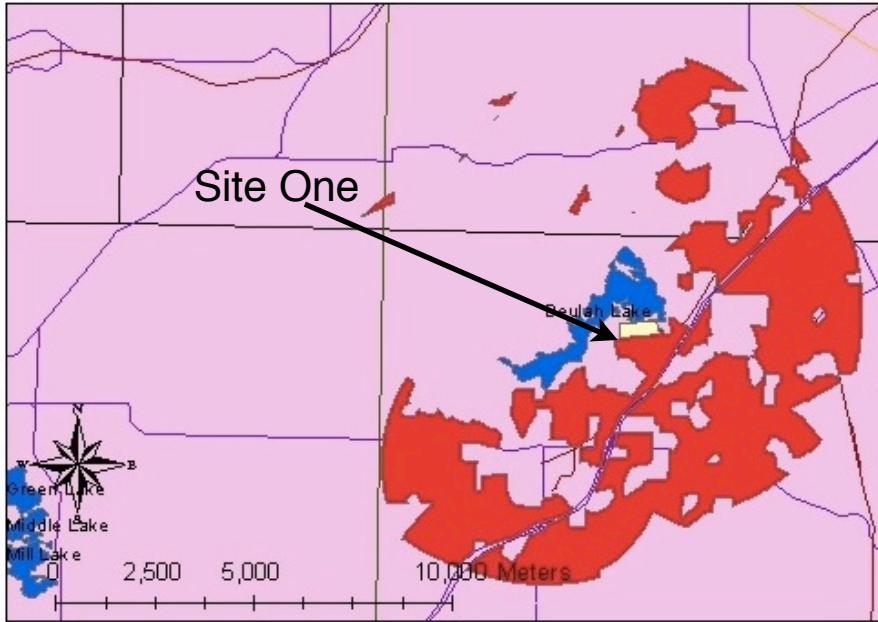 Site One
Beulah Lake
N
W
E
S
Green Lake
Middle Lake
Mill Lake
0 2,500 5,000 10,000 Meters